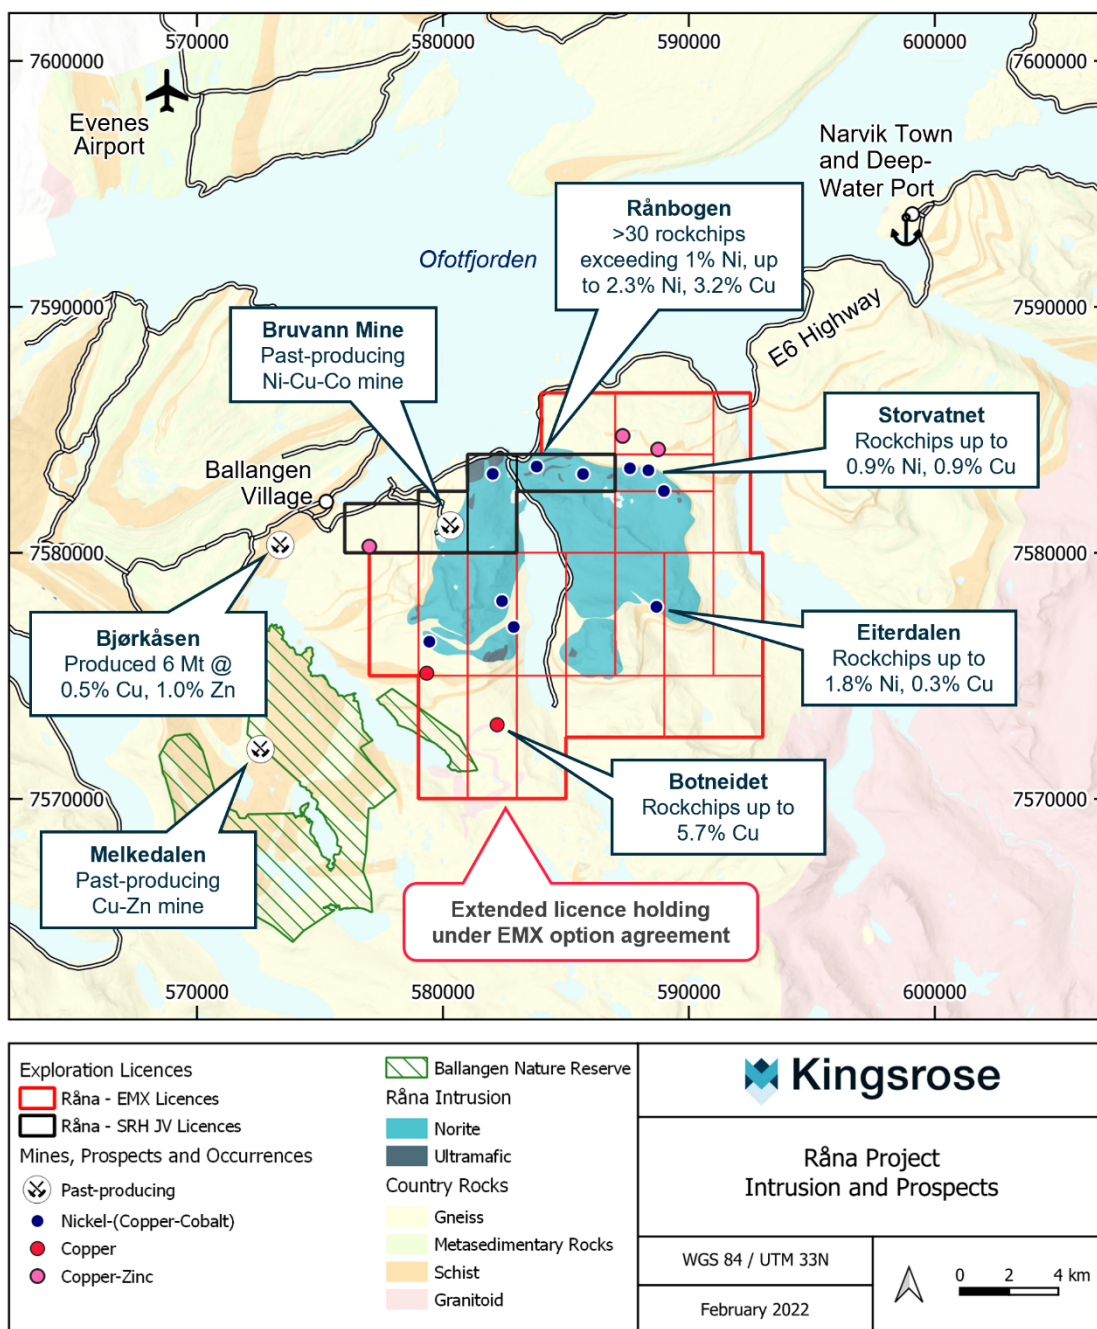 570000
580000
590000
600000
7600000
7600000
Evenes
Airport
Narvik Town
and Deep-
Water Port
Rånbogen
>30 rockchips
exceeding 1% Ni, up
to 2.3% Ni, 3.2% Cu
Ofotfjorden
7590000
7590000
E6 Highway
Bruvann Mine
Past-producing
Ni-Cu-Co mine
Storvatnet
Rockchips up to
0.9% Ni, 0.9% Cu
Ballangen
Village
7580000
7580000
Bjørkåsen
Produced 6 Mt @
0.5% Cu, 1.0% Zn
Eiterdalen
Rockchips up to
1.8% Ni, 0.3% Cu
Botneidet
Rockchips up to
5.7% Cu
7570000
7570000
Melkedalen
Past-producing
Cu-Zn mine
Extended licence holding
under EMX option agreement
570000
580000
590000
600000
Exploration Licences
Råna - EMX Licences
Råna - SRH JV Licences
Mines, Prospects and Occurrences
Past-producing
Nickel-(Copper-Cobalt)
Copper
Copper-Zinc
Ballangen Nature Reserve
Råna Intrusion
Norite
Ultramafic
Country Rocks
Gneiss
Metasedimentary Rocks
Schist
Granitoid
Kingsrose
Råna Project
Intrusion and Prospects
WGS 84 / UTM 33N
February 2022
0 2 4 km